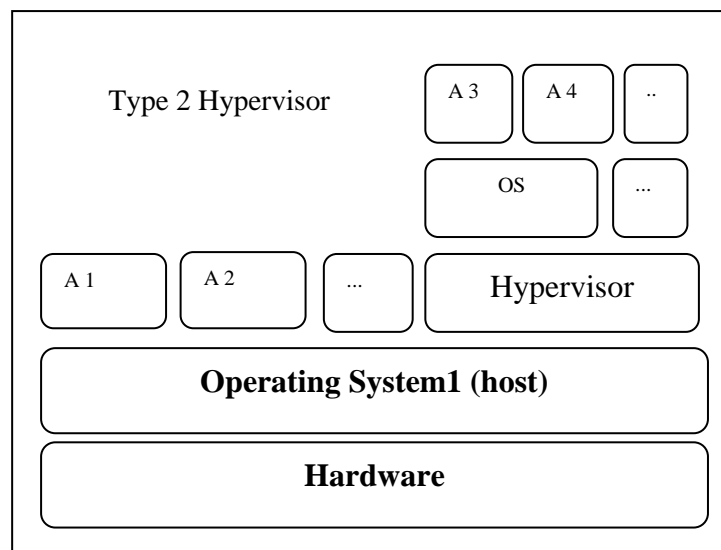 A 3 A 4 ..
Type 2 Hypervisor
OS ...
A 1 A 2 ... Hypervisor
Operating System1 (host)
Hardware